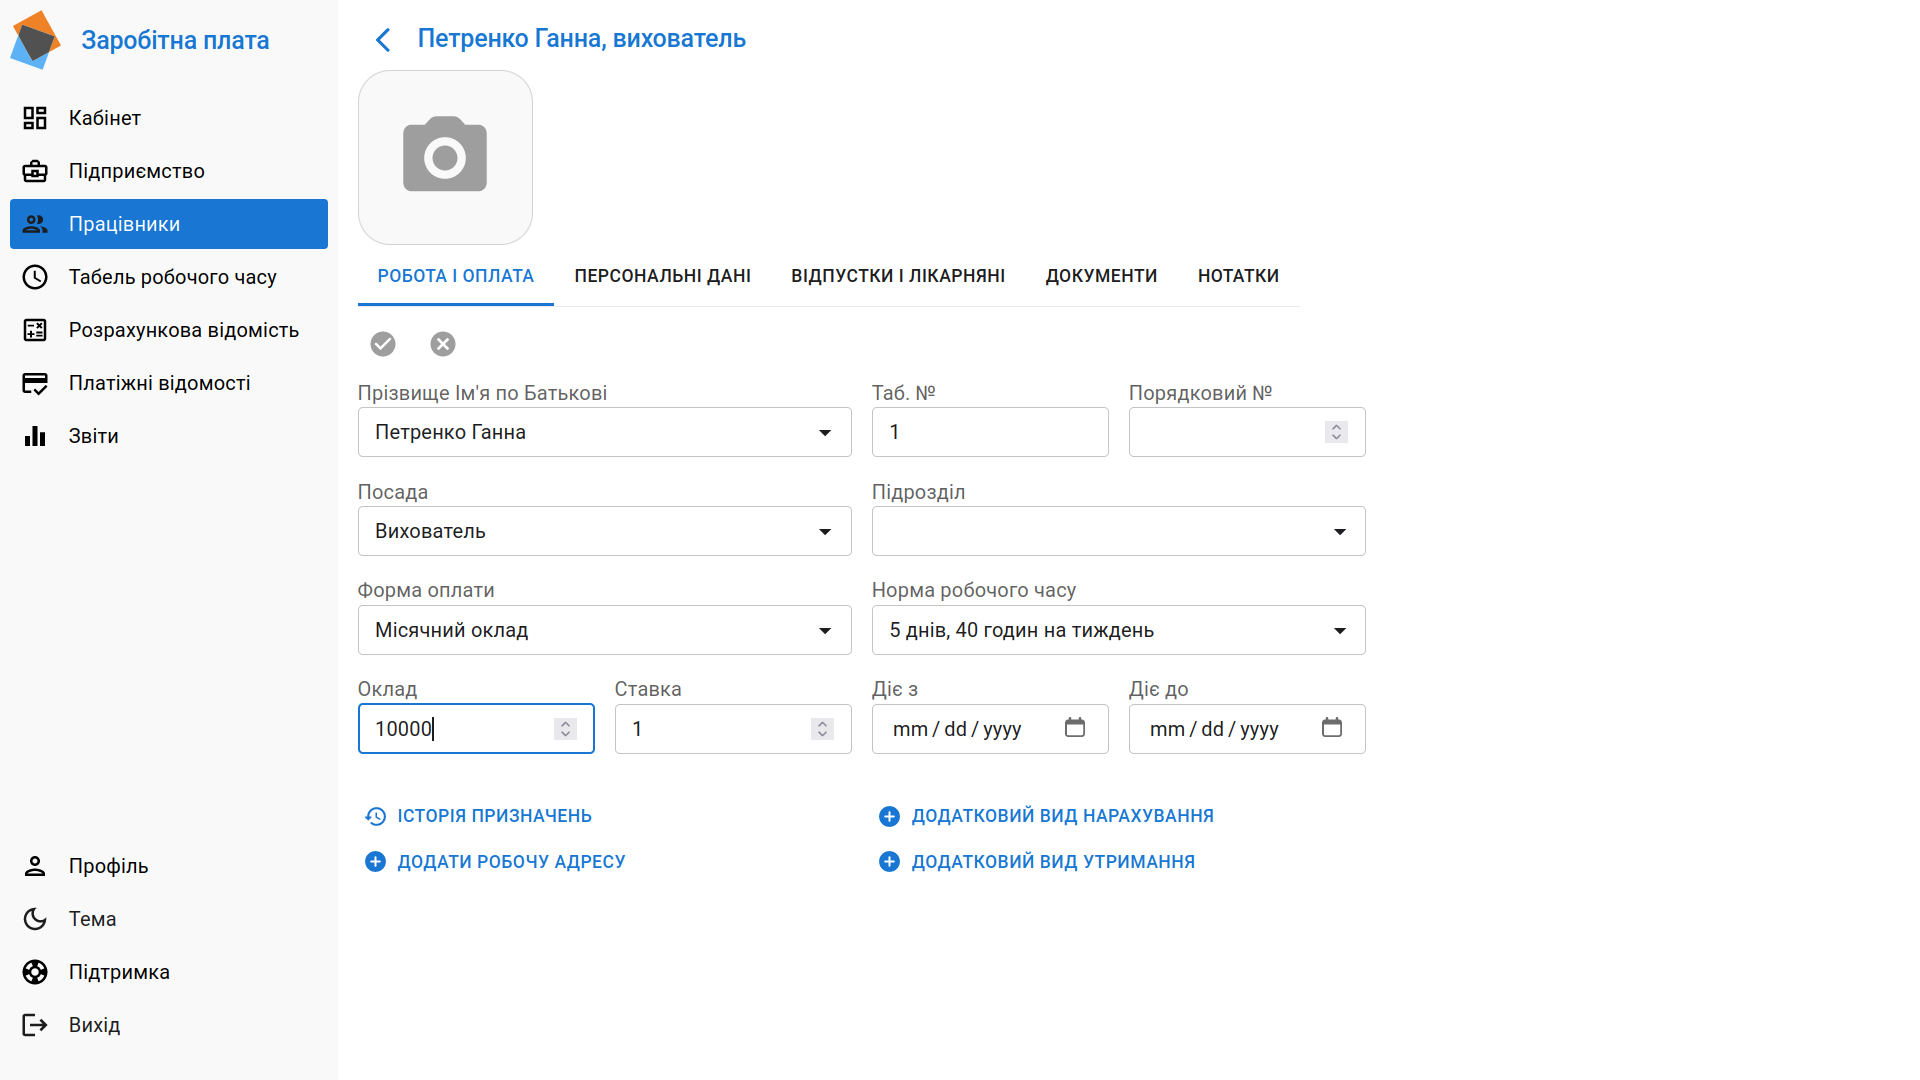 Заробітна плата
Кабінет
Підприємство
Працівники
Табель робочого часу
Розрахункова відомість
Платіжні відомості
Звіти
Профіль
Тема
Підтримка
Вихід
Петренко Ганна, вихователь
РОБОТА І ОПЛАТА ПЕРСОНАЛЬНІ ДАНІ ВІДПУСТКИ І ЛІКАРНЯНІ ДОКУМЕНТИ НОТАТКИ
Прізвище Ім'я по Батькові Таб. № Порядковий №
Петренко Ганна 1
Посада Підрозділ
Вихователь
Форма оплати Норма робочого часу
Місячний оклад 5 днів, 40 годин на тиждень
Оклад Ставка Діє з Діє до
10000 1 mm / dd / yyyy mm / dd / yyyy
ІСТОРІЯ ПРИЗНАЧЕНЬ ДОДАТКОВИЙ ВИД НАРАХУВАННЯ
ДОДАТИ РОБОЧУ АДРЕСУ ДОДАТКОВИЙ ВИД УТРИМАННЯ